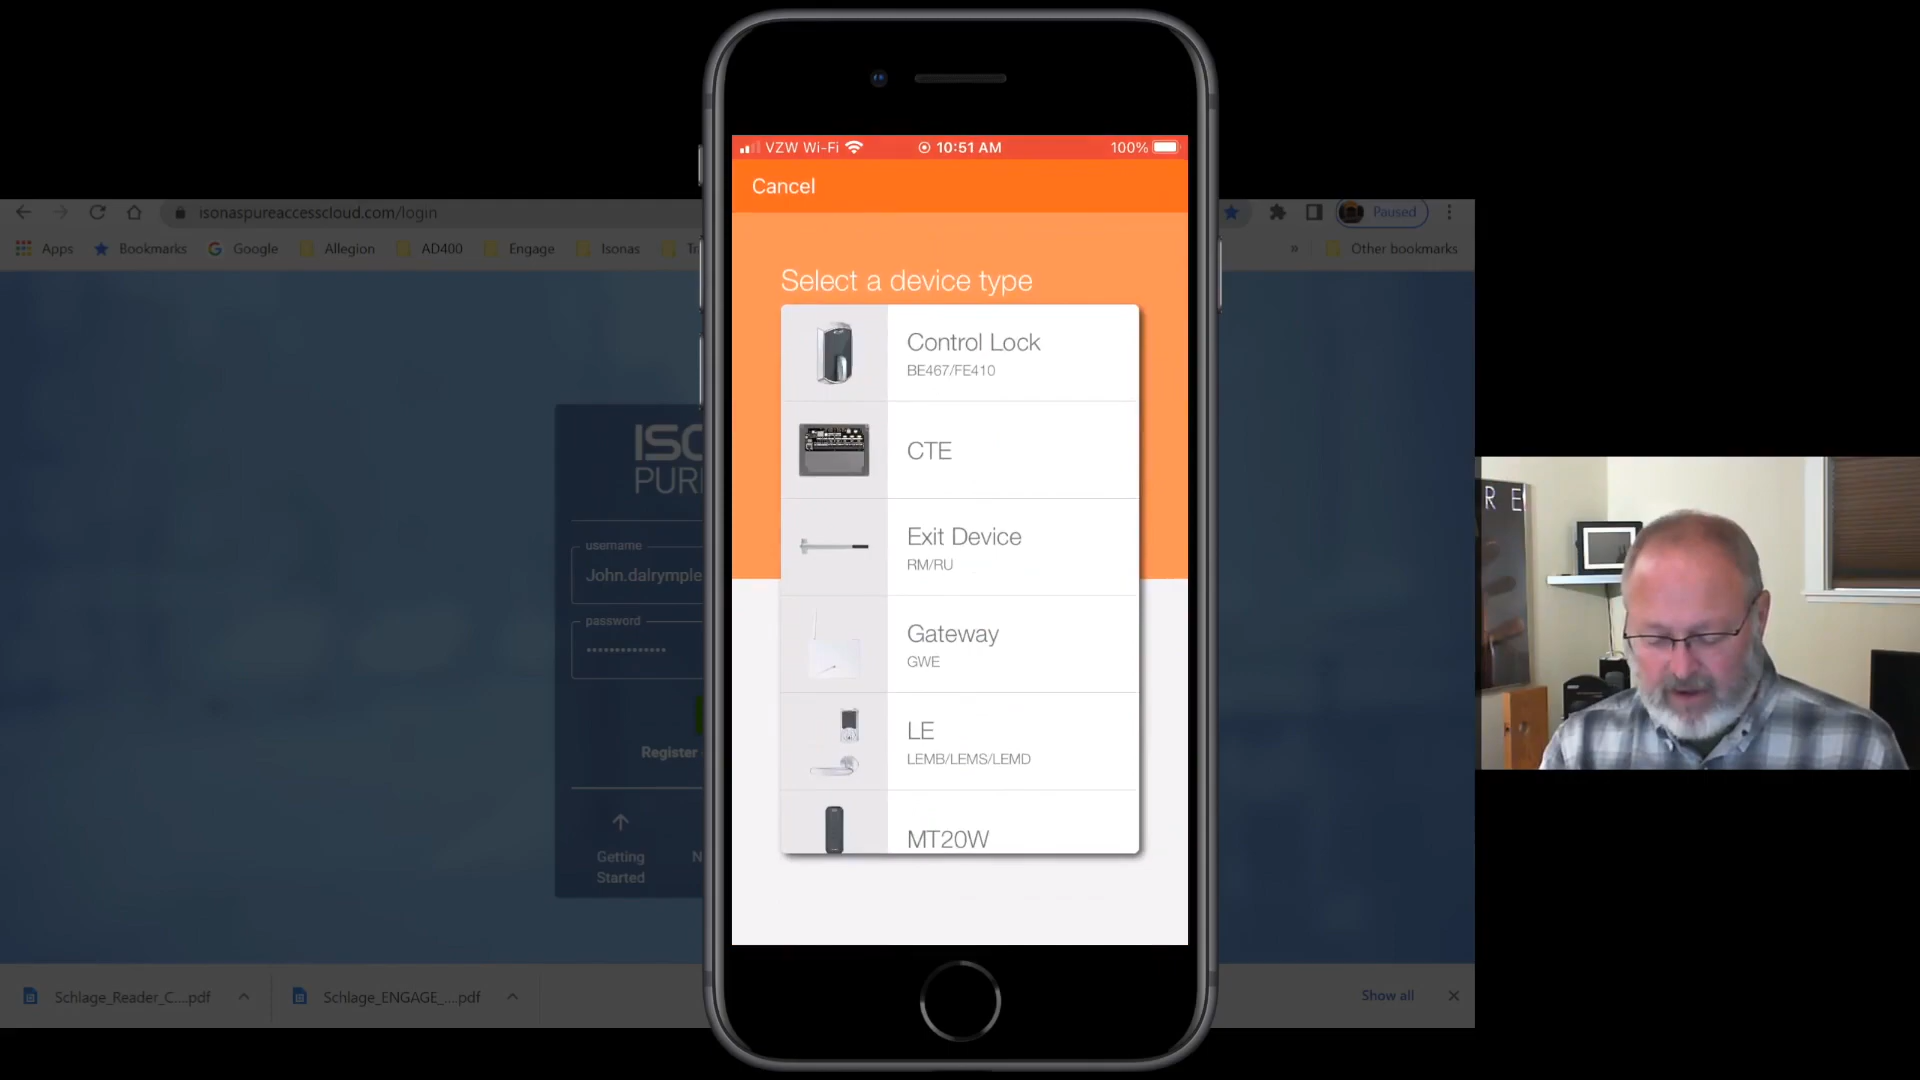 VZW Wi-Fi
10:51 AM
100%
Cancel
Select a device type
Control Lock
BE467/FE410
CTE
Exit Device
RM/RU
Gateway
GWE
LE
LEMB/LEMS/LEMD
MT20W
isonaspureaccesscloud.com/login
Paused
Apps
Bookmarks
Google
Allegion
AD400
Engage
Isonas
»
Other bookmarks
username
John.dalrymple
password
••••••••••••••
Register
Getting
Started
Schlage_Reader_C....pdf
Schlage_ENGAGE_....pdf
Show all
R E